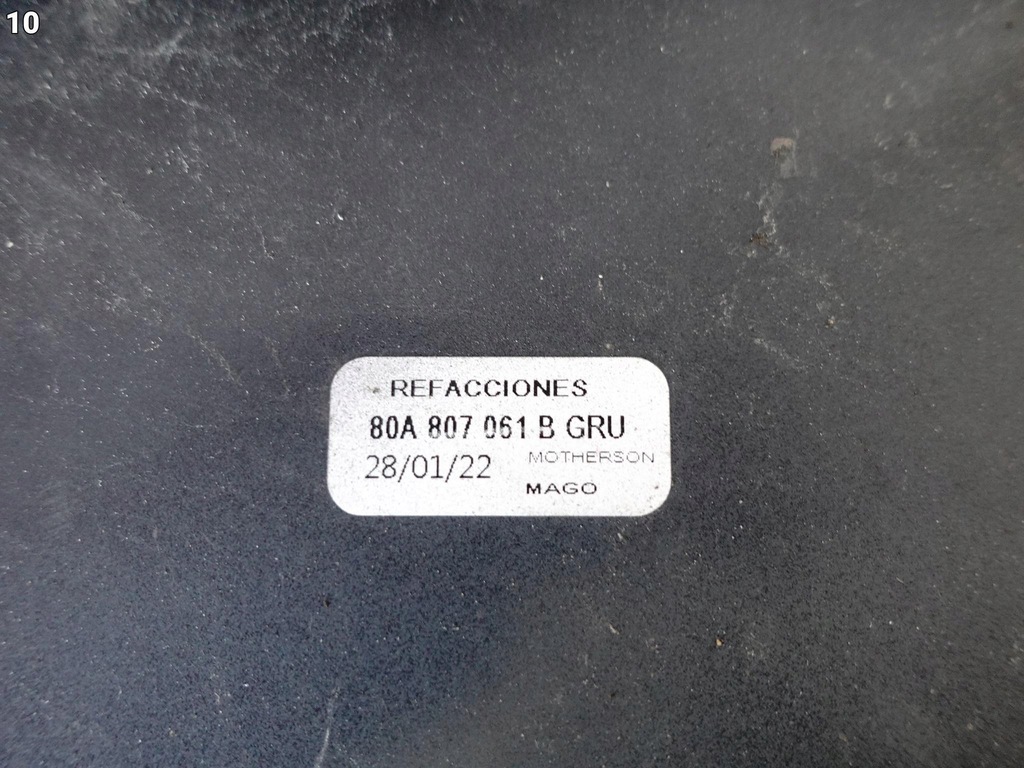 10
REFACCIONES
80A 807 061 B GRU
28/01/22 MOTHERSON
MAGO